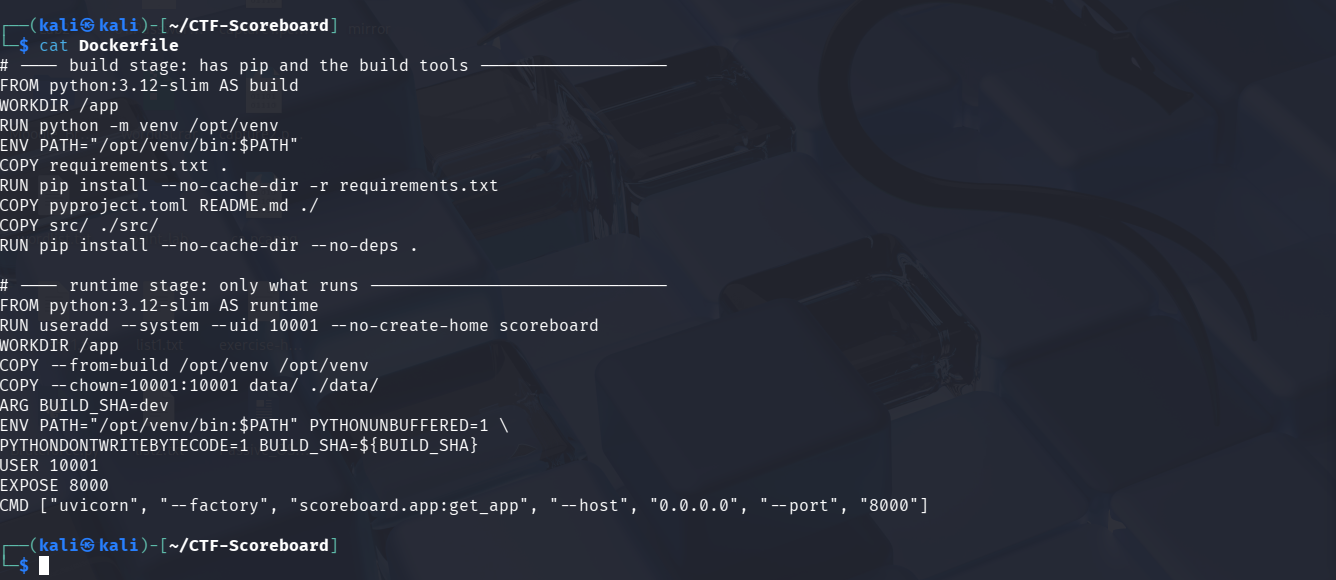 ┌──(kali㉿kali)-[~/CTF-Scoreboard]
└─$ cat Dockerfile
# ---- build stage: has pip and the build tools -------------------
FROM python:3.12-slim AS build
WORKDIR /app
RUN python -m venv /opt/venv
ENV PATH="/opt/venv/bin:$PATH"
COPY requirements.txt .
RUN pip install --no-cache-dir -r requirements.txt
COPY pyproject.toml README.md ./
COPY src/ ./src/
RUN pip install --no-cache-dir --no-deps .

# ---- runtime stage: only what runs ------------------------------
FROM python:3.12-slim AS runtime
RUN useradd --system --uid 10001 --no-create-home scoreboard
WORKDIR /app
COPY --from=build /opt/venv /opt/venv
COPY --chown=10001:10001 data/ ./data/
ARG BUILD_SHA=dev
ENV PATH="/opt/venv/bin:$PATH" PYTHONUNBUFFERED=1 \
PYTHONDONTWRITEBYTECODE=1 BUILD_SHA=${BUILD_SHA}
USER 10001
EXPOSE 8000
CMD ["uvicorn", "--factory", "scoreboard.app:get_app", "--host", "0.0.0.0", "--port", "8000"]

┌──(kali㉿kali)-[~/CTF-Scoreboard]
└─$